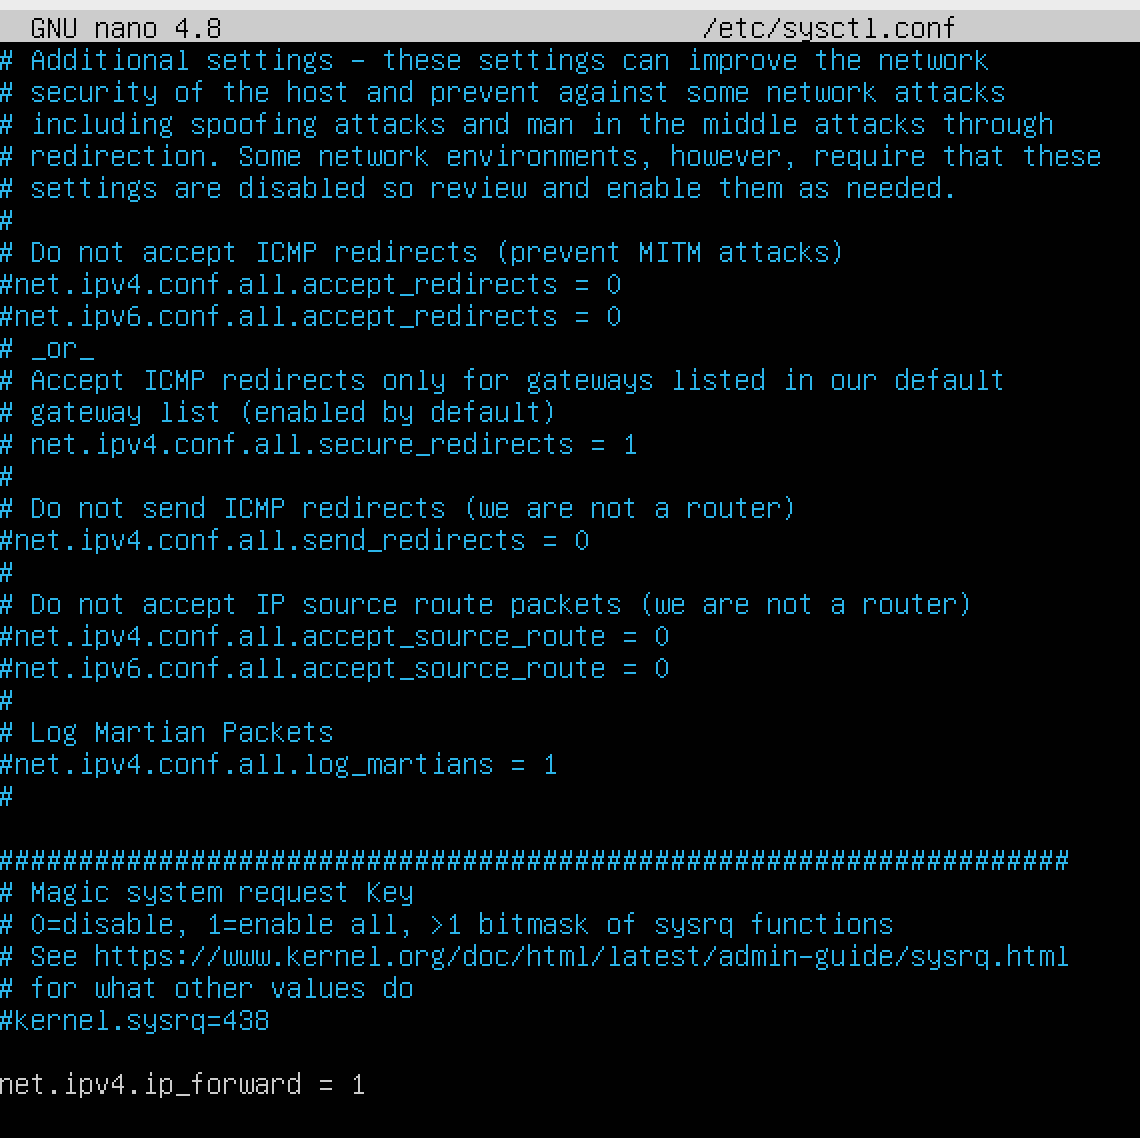 GNU nano 4.8 /etc/sysctl.conf
# Additional settings - these settings can improve the network
# security of the host and prevent against some network attacks
# including spoofing attacks and man in the middle attacks through
# redirection. Some network environments, however, require that these
# settings are disabled so review and enable them as needed.
#
# Do not accept ICMP redirects (prevent MITM attacks)
#net.ipv4.conf.all.accept_redirects = 0
#net.ipv6.conf.all.accept_redirects = 0
# _or_
# Accept ICMP redirects only for gateways listed in our default
# gateway list (enabled by default)
# net.ipv4.conf.all.secure_redirects = 1
#
# Do not send ICMP redirects (we are not a router)
#net.ipv4.conf.all.send_redirects = 0
#
# Do not accept IP source route packets (we are not a router)
#net.ipv4.conf.all.accept_source_route = 0
#net.ipv6.conf.all.accept_source_route = 0
#
# Log Martian Packets
#net.ipv4.conf.all.log_martians = 1
#
###################################################################
# Magic system request Key
# 0=disable, 1=enable all, >1 bitmask of sysrq functions
# See https://www.kernel.org/doc/html/latest/admin-guide/sysrq.html
# for what other values do
#kernel.sysrq=438
net.ipv4.ip_forward = 1